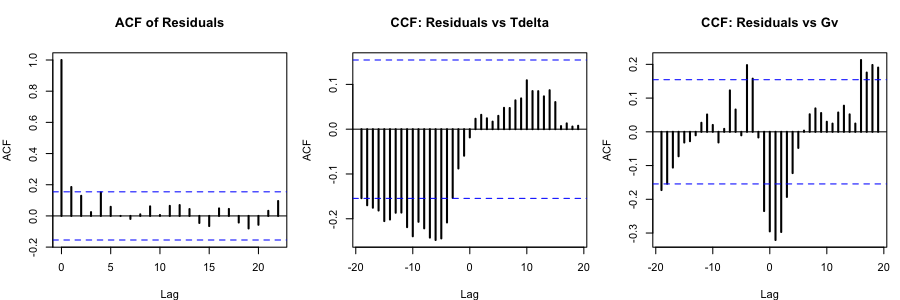 ACF of Residuals
ACF
-0.2 0.0 0.2 0.4 0.6 0.8 1.0
0 5 10 15 20
Lag
CCF: Residuals vs Tdelta
ACF
-0.2 -0.1 0.0 0.1
-20 -10 0 10 20
Lag
CCF: Residuals vs Gv
ACF
-0.3 -0.2 -0.1 0.0 0.1 0.2
-20 -10 0 10 20
Lag